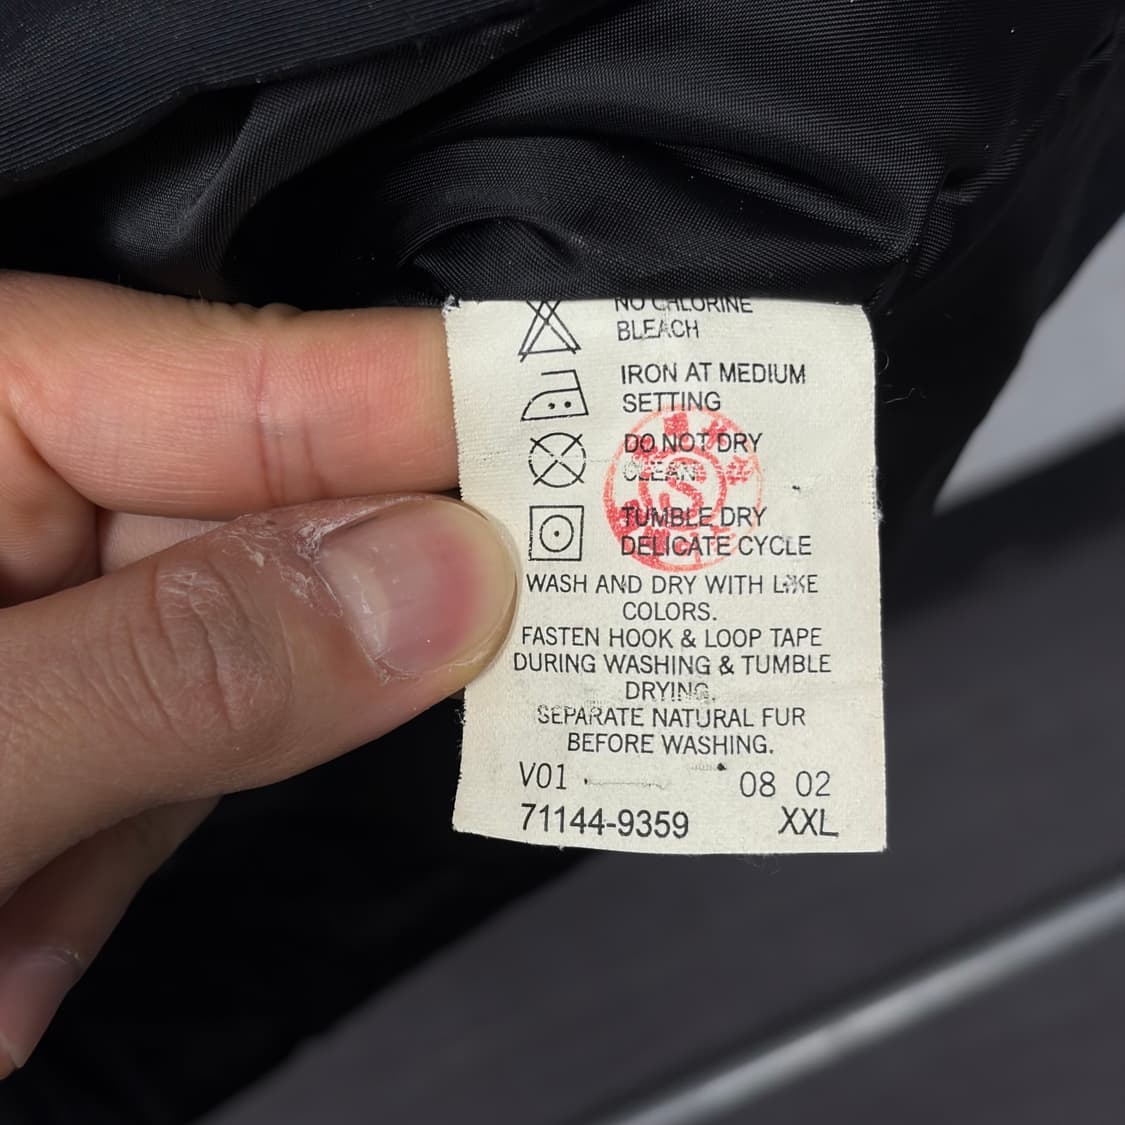 NO CHLORINE
BLEACH
IRON AT MEDIUM
SETTING
DO NOT DRY
CLEAN
TUMBLE DRY
DELICATE CYCLE
WASH AND DRY WITH LIKE
COLORS.
FASTEN HOOK & LOOP TAPE
DURING WASHING & TUMBLE
DRYING.
SEPARATE NATURAL FUR
BEFORE WASHING.
V01 08 02
71144-9359 XXL